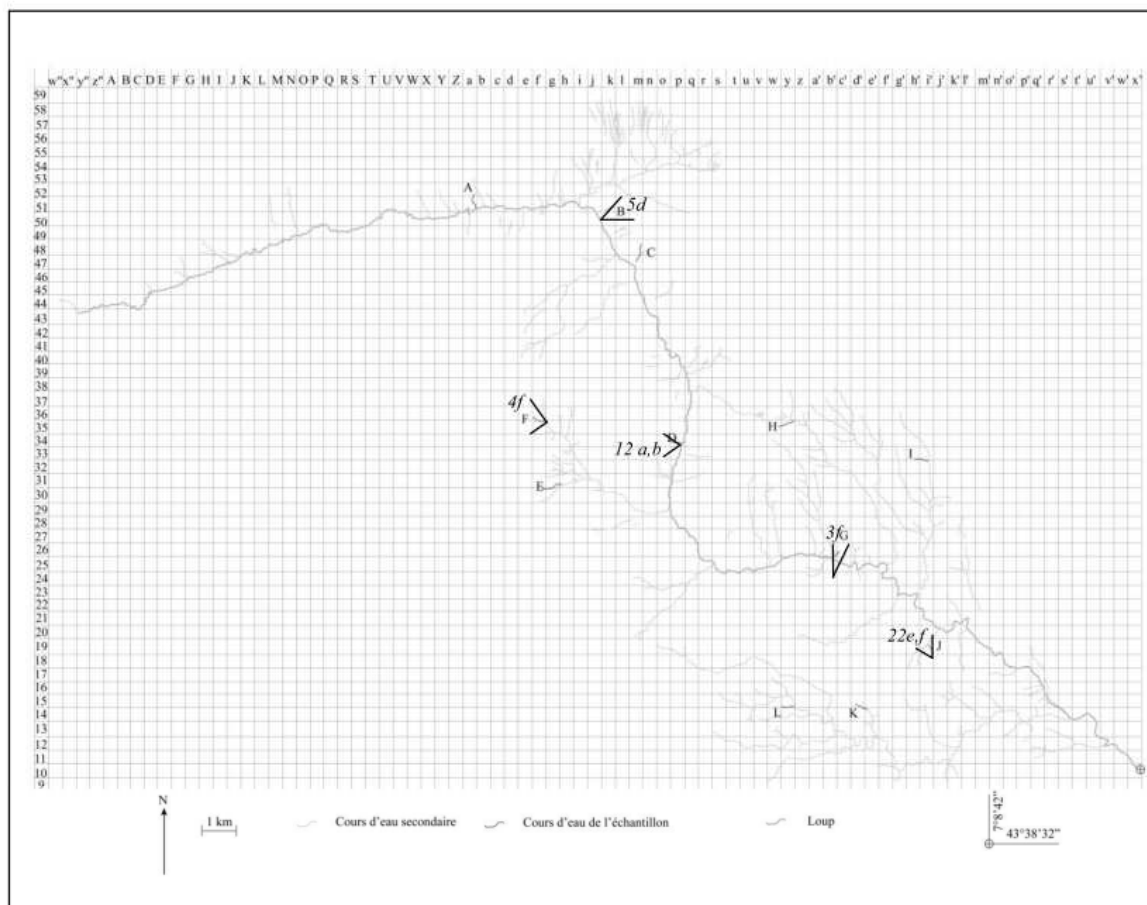 w'' x'' y'' z'' A B C D E F G H I J K L M N O P Q R S T U V W X Y Z a b c d e f g h i j k l m n o p q r s t u v w x y z a' b' c' d' e' f' g' h' i' j' k' l' m' n' o' p' q' r' s' t' u' v' w' x'
59
58
57
56
55
54
53
52
51
50
49
48
47
46
45
44
43
42
41
40
39
38
37
36
35
34
33
32
31
30
29
28
27
26
25
24
23
22
21
20
19
18
17
16
15
14
13
12
11
10
9
A
B 5d
C
4f
F
H
D
12 a,b
I
E
3f G
22e,f J
L
K
N
1 km
Cours d'eau secondaire
Cours d'eau de l'échantillon
Loup
7°8'42"
43°38'32"